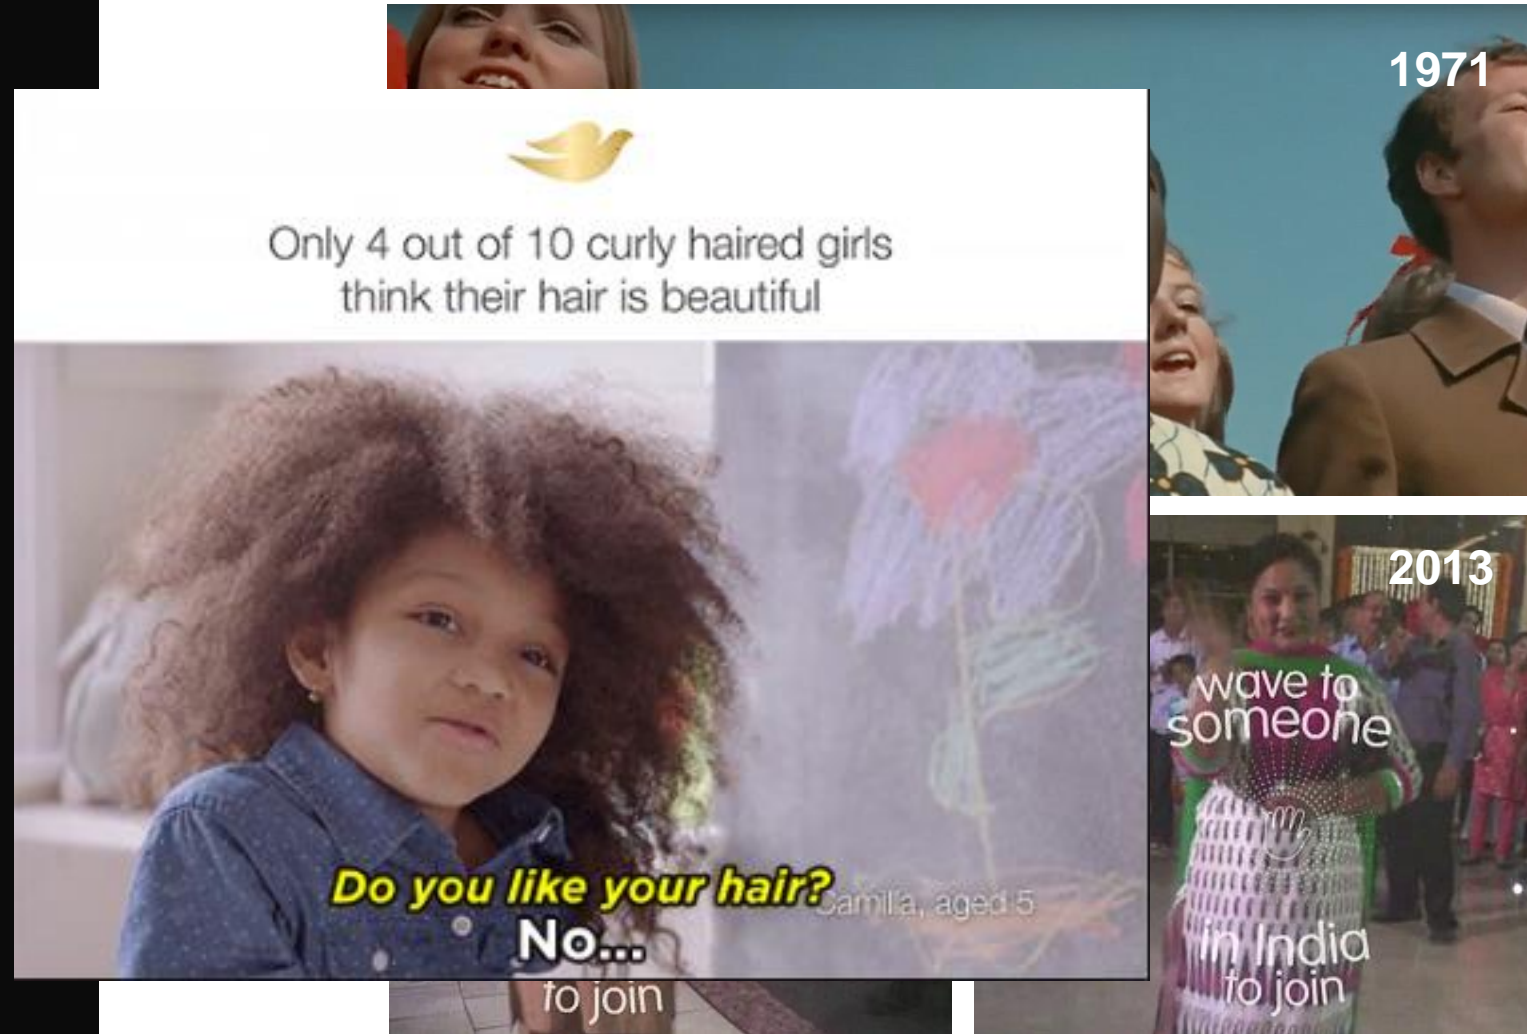 1971
Only 4 out of 10 curly haired girls
think their hair is beautiful
2013
wave to
someone
Do you like your hair?
Camilla, aged 5
No...
in India
to join
to join